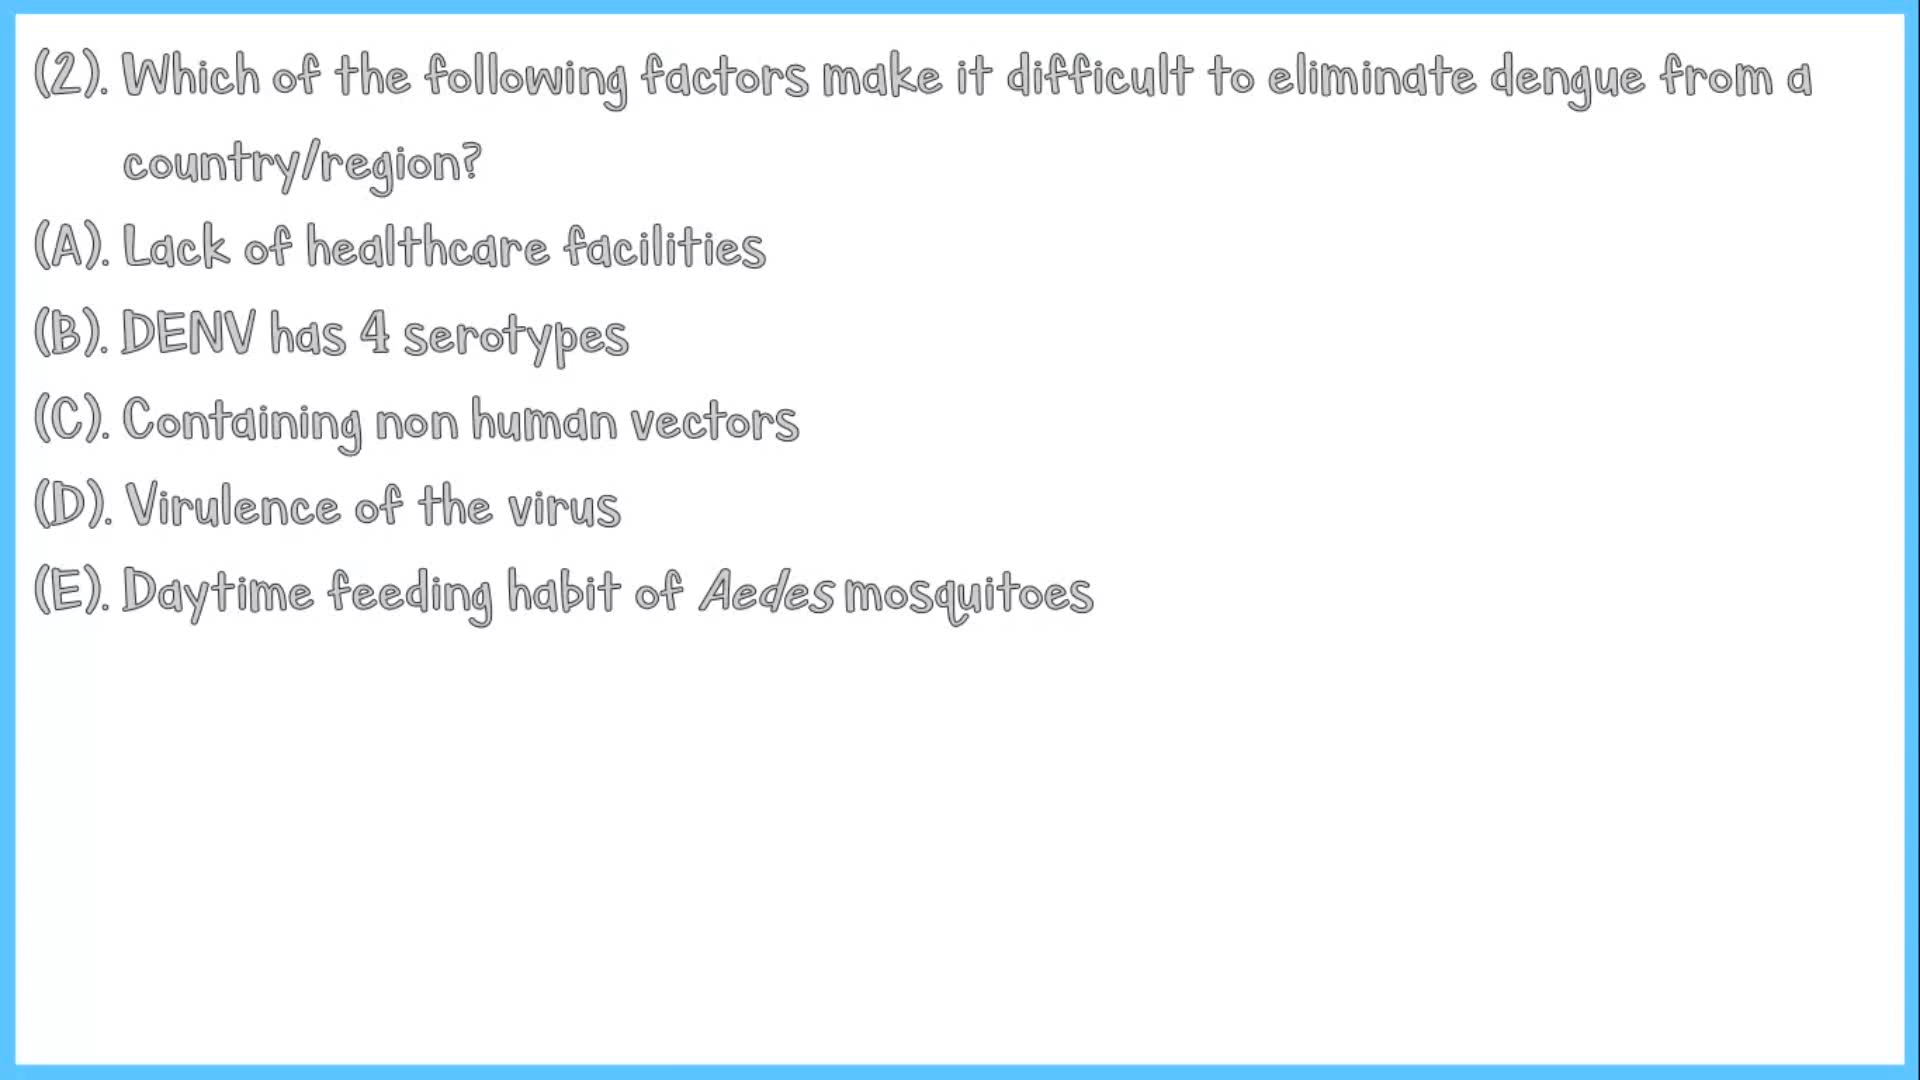 (2). Which of the following factors make it difficult to eliminate dengue from a
country/region?
(A). Lack of healthcare facilities
(B). DENV has 4 serotypes
(C). Containing non human vectors
(D). Virulence of the virus
(E). Daytime feeding habit of Aedes mosquitoes